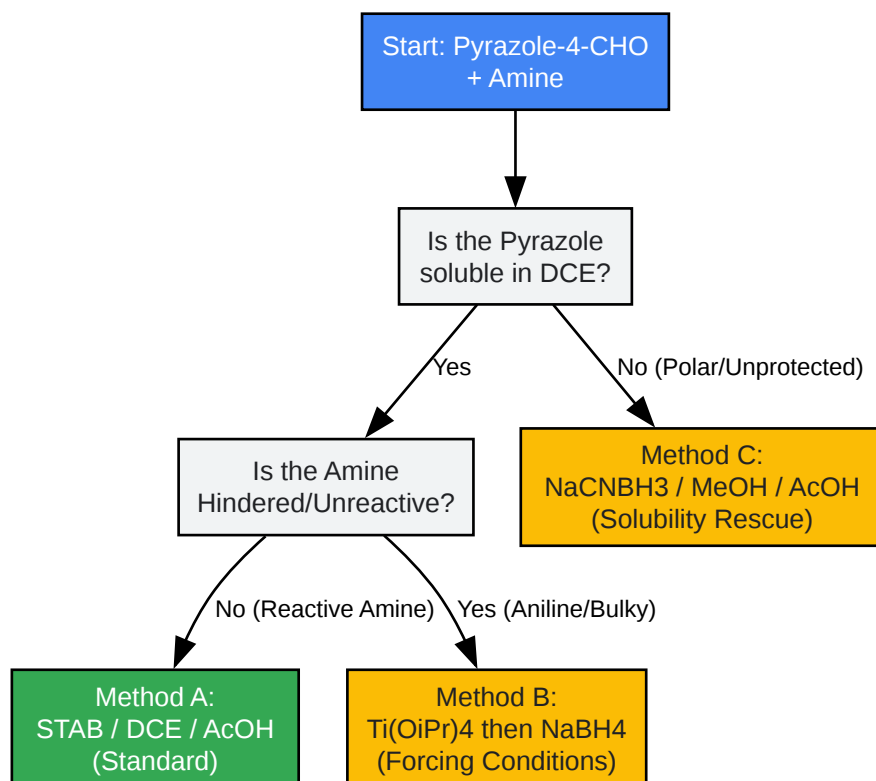 Start: Pyrazole-4-CHO
+ Amine
Is the Pyrazole
soluble in DCE?
Yes
No (Polar/Unprotected)
Is the Amine
Hindered/Unreactive?
Method C:
NaCNBH3 / MeOH / AcOH
(Solubility Rescue)
No (Reactive Amine)
Yes (Aniline/Bulky)
Method A:
STAB / DCE / AcOH
(Standard)
Method B:
Ti(OiPr)4 then NaBH4
(Forcing Conditions)